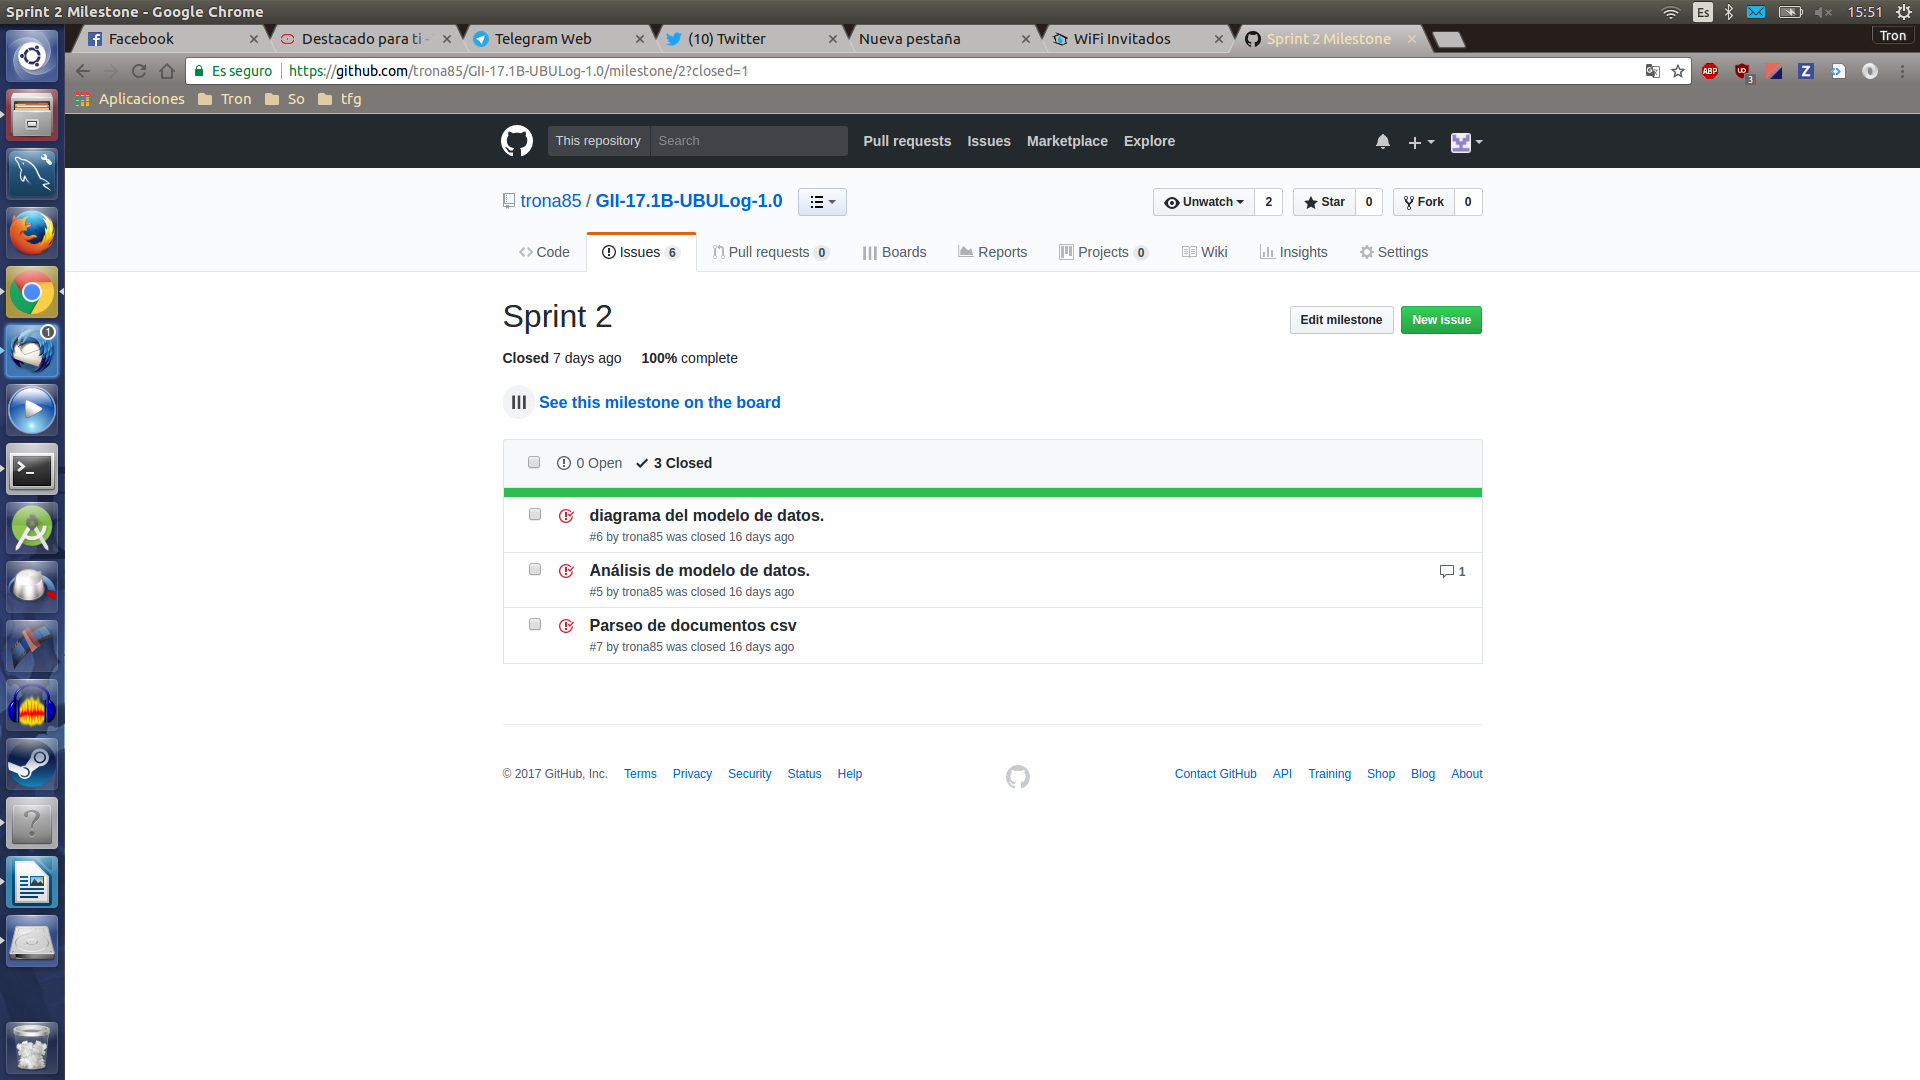 Sprint 2 Milestone - Google Chrome
Es
15:51
Facebook
Destacado para ti -
Telegram Web
(10) Twitter
Nueva pestaña
WiFi Invitados
Sprint 2 Milestone
Tron
Es seguro
https://github.com/trona85/GII-17.1B-UBULog-1.0/milestone/2?closed=1
ABP
UO
3
Z
Aplicaciones
Tron
So
tfg
This repository
Search
Pull requests
Issues
Marketplace
Explore
trona85 / GII-17.1B-UBULog-1.0
Unwatch
2
Star
0
Fork
0
Code
Issues 6
Pull requests 0
Boards
Reports
Projects 0
Wiki
Insights
Settings
Sprint 2
Edit milestone
New issue
Closed 7 days ago
100% complete
See this milestone on the board
0 Open
3 Closed
diagrama del modelo de datos.
#6 by trona85 was closed 16 days ago
Análisis de modelo de datos.
1
#5 by trona85 was closed 16 days ago
Parseo de documentos csv
#7 by trona85 was closed 16 days ago
© 2017 GitHub, Inc.
Terms
Privacy
Security
Status
Help
Contact GitHub
API
Training
Shop
Blog
About
1
>_
?